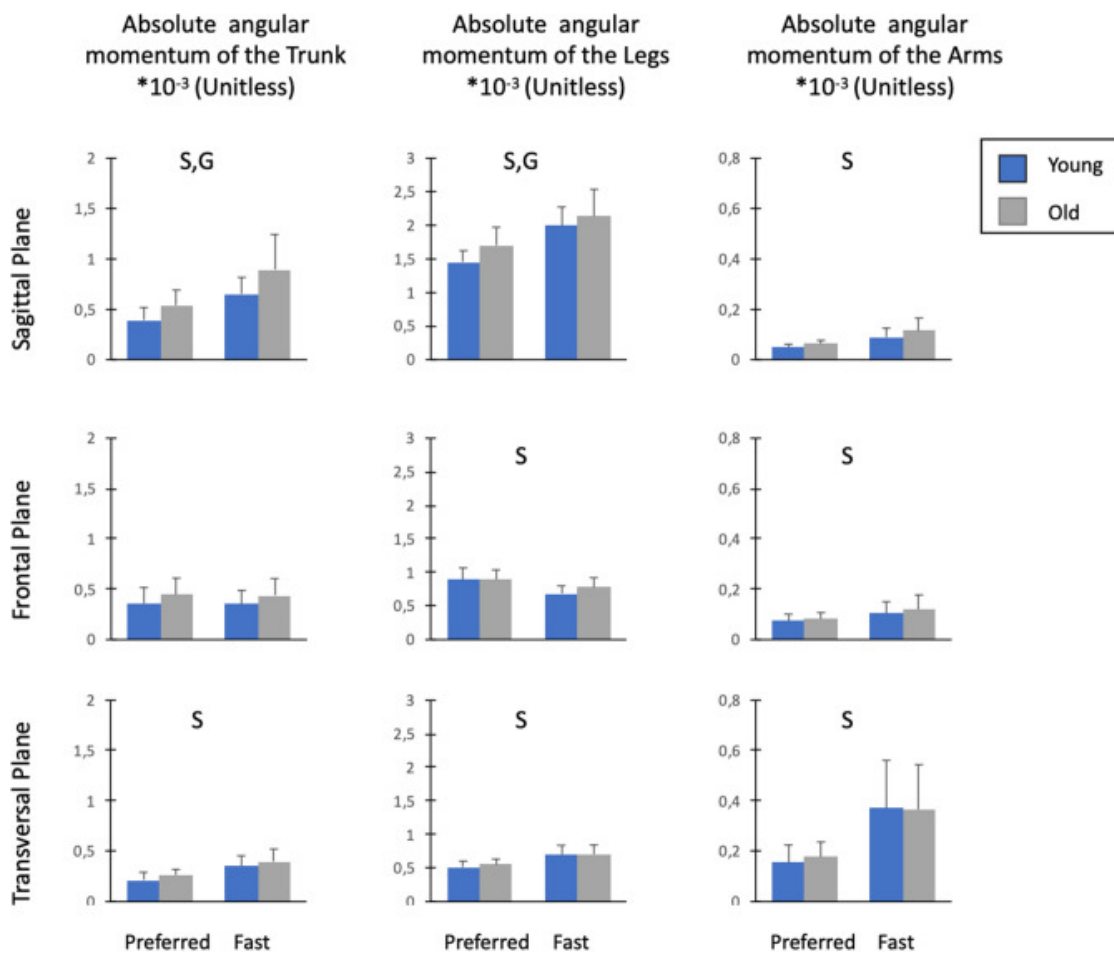 Absolute angular
momentum of the Trunk
*10-3 (Unitless)
Absolute angular
momentum of the Legs
*10-3 (Unitless)
Absolute angular
momentum of the Arms
*10-3 (Unitless)
Young
Old
Sagittal Plane
S,G
2
1,5
1
0,5
0
S,G
3
2,5
2
1,5
1
0,5
0
S
0,8
0,6
0,4
0,2
0
Frontal Plane
2
1,5
1
0,5
0
S
3
2,5
2
1,5
1
0,5
0
S
0,8
0,6
0,4
0,2
0
Transversal Plane
S
2
1,5
1
0,5
0
S
3
2,5
2
1,5
1
0,5
0
S
0,8
0,6
0,4
0,2
0
Preferred Fast
Preferred Fast
Preferred Fast